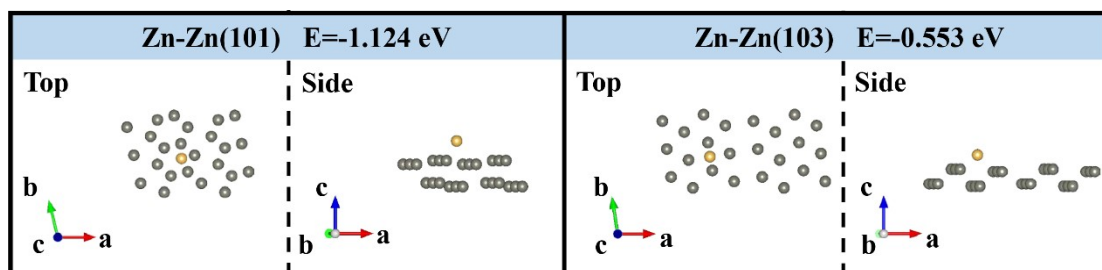 Zn-Zn(101) E=-1.124 eV
Top
Side
b
c
a
c
b
a
Zn-Zn(103) E=-0.553 eV
Top
Side
b
c
a
c
b
a